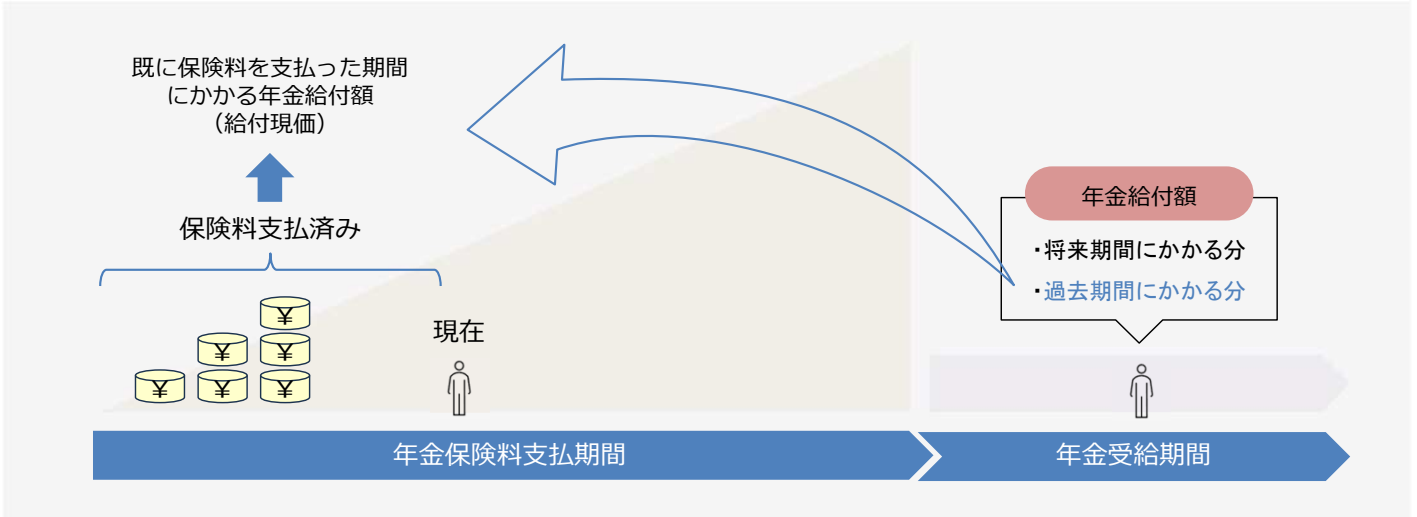 既に保険料を支払った期間
にかかる年金給付額
（給付現価）
保険料支払済み
¥
¥
¥
¥
¥
¥
現在
年金給付額
・将来期間にかかる分
・過去期間にかかる分
年金保険料支払期間
年金受給期間